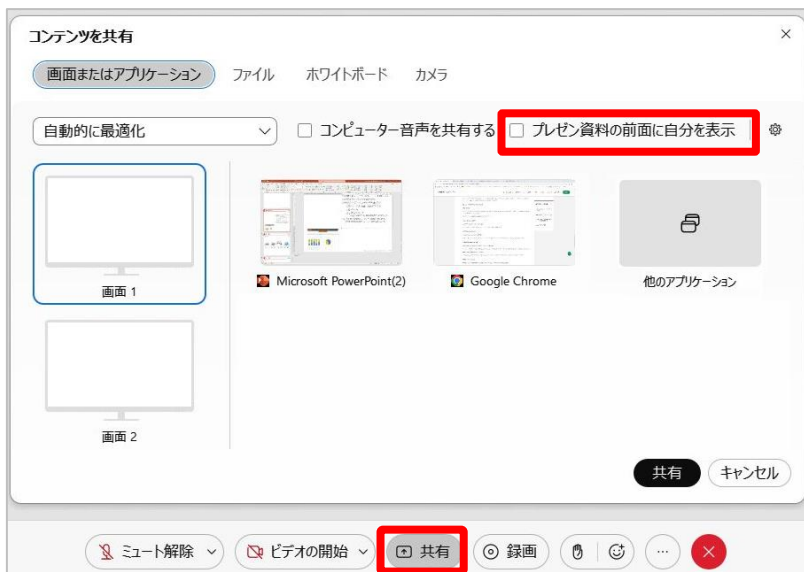 コンテンツを共有
画面またはアプリケーション ファイル ホワイトボード カメラ
自動的に最適化 コンピューター音声を共有する プレゼン資料の前面に自分を表示
画面 1
Microsoft PowerPoint(2) Google Chrome 他のアプリケーション
画面 2
共有 キャンセル
ミュート解除 ビデオの開始 共有 録画